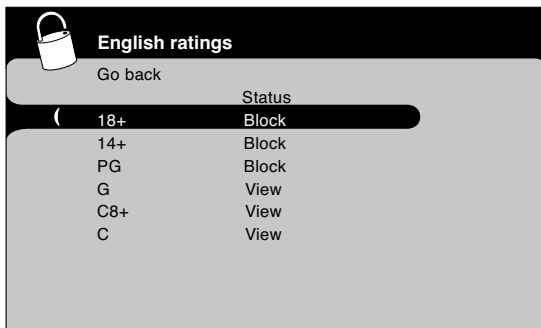 English ratings
Go back
Status
18+ Block
14+ Block
PG Block
G View
C8+ View
C View